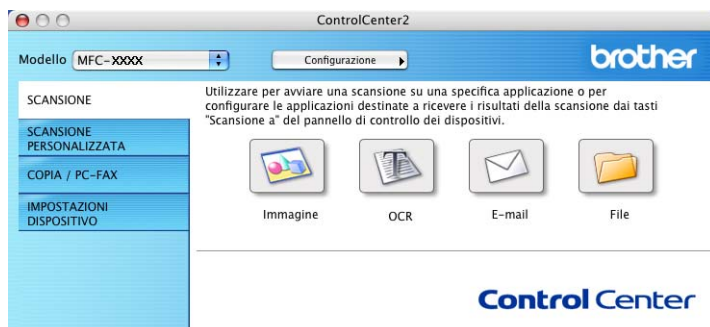 ControlCenter2
Modello MFC-XXXX Configurazione brother
SCANSIONE
SCANSIONE
PERSONALIZZATA
COPIA / PC-FAX
IMPOSTAZIONI
DISPOSITIVO
Utilizzare per avviare una scansione su una specifica applicazione o per
configurare le applicazioni destinate a ricevere i risultati della scansione dai tasti
"Scansione a" del pannello di controllo dei dispositivi.
Immagine OCR E-mail File
Control Center